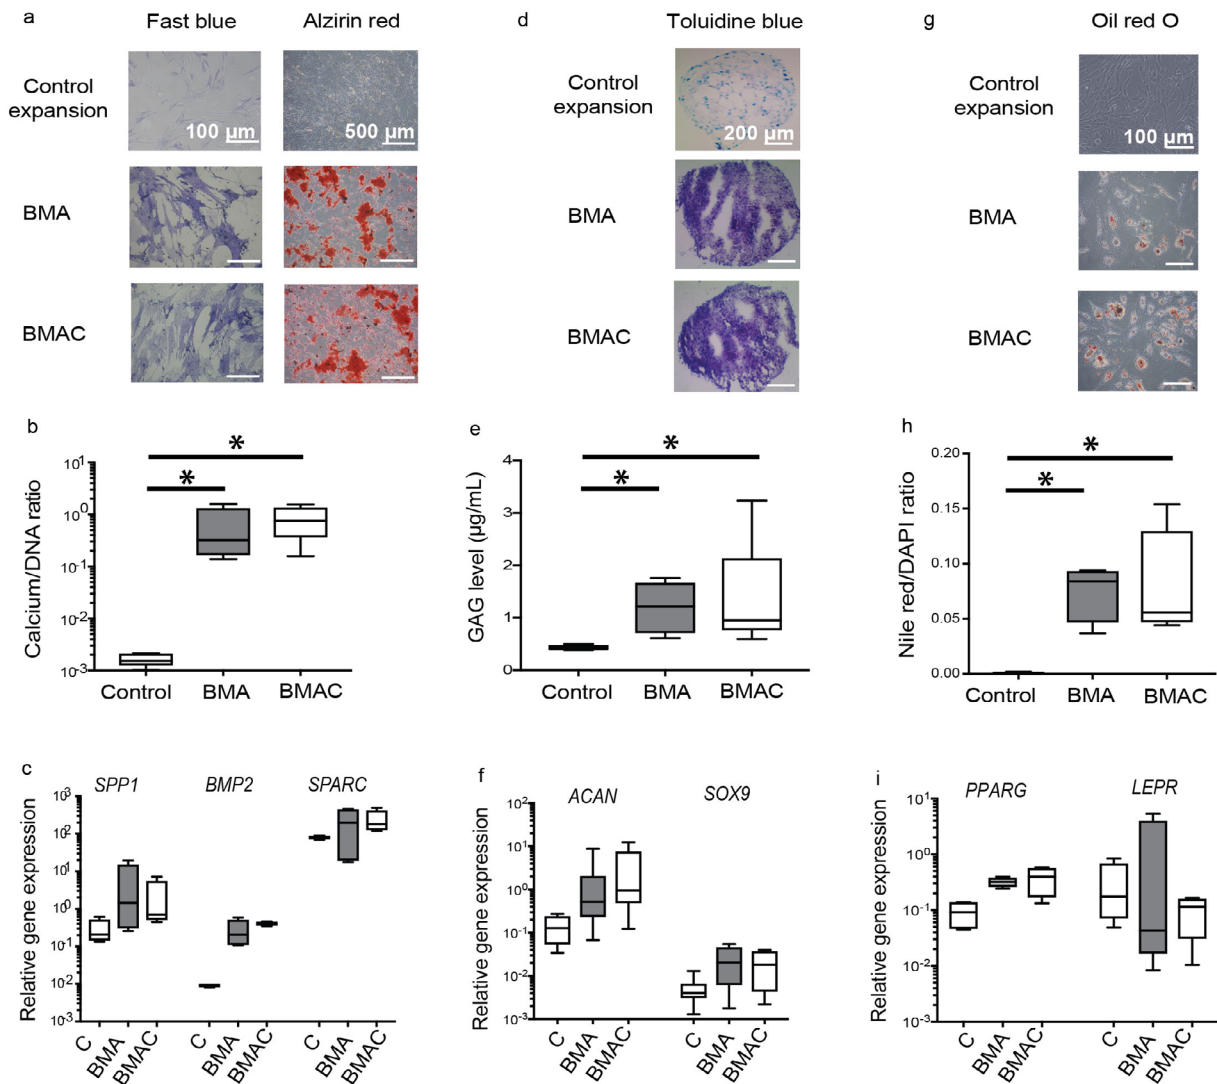 a
Fast blue Alzirin red
Control expansion
100 µm
500 µm
BMA
BMAC
b
*
*
Calcium/DNA ratio
10¹
10⁰
10⁻¹
10⁻²
10⁻³
Control BMA BMAC
c
SPP1 BMP2 SPARC
Relative gene expression
10³
10²
10¹
10⁰
10⁻¹
10⁻²
10⁻³
C BMA BMAC C BMA BMAC C BMA BMAC
d
Toluidine blue
Control expansion
200 µm
BMA
BMAC
e
*
*
GAG level (µg/mL)
4
3
2
1
0
Control BMA BMAC
f
ACAN SOX9
Relative gene expression
10²
10¹
10⁰
10⁻¹
10⁻²
10⁻³
C BMA BMAC C BMA BMAC
g
Oil red O
Control expansion
100 µm
BMA
BMAC
h
*
*
Nile red/DAPI ratio
0.20
0.15
0.10
0.05
0.00
Control BMA BMAC
i
PPARG LEPR
Relative gene expression
10¹
10⁰
10⁻¹
10⁻²
10⁻³
C BMA BMAC C BMA BMAC